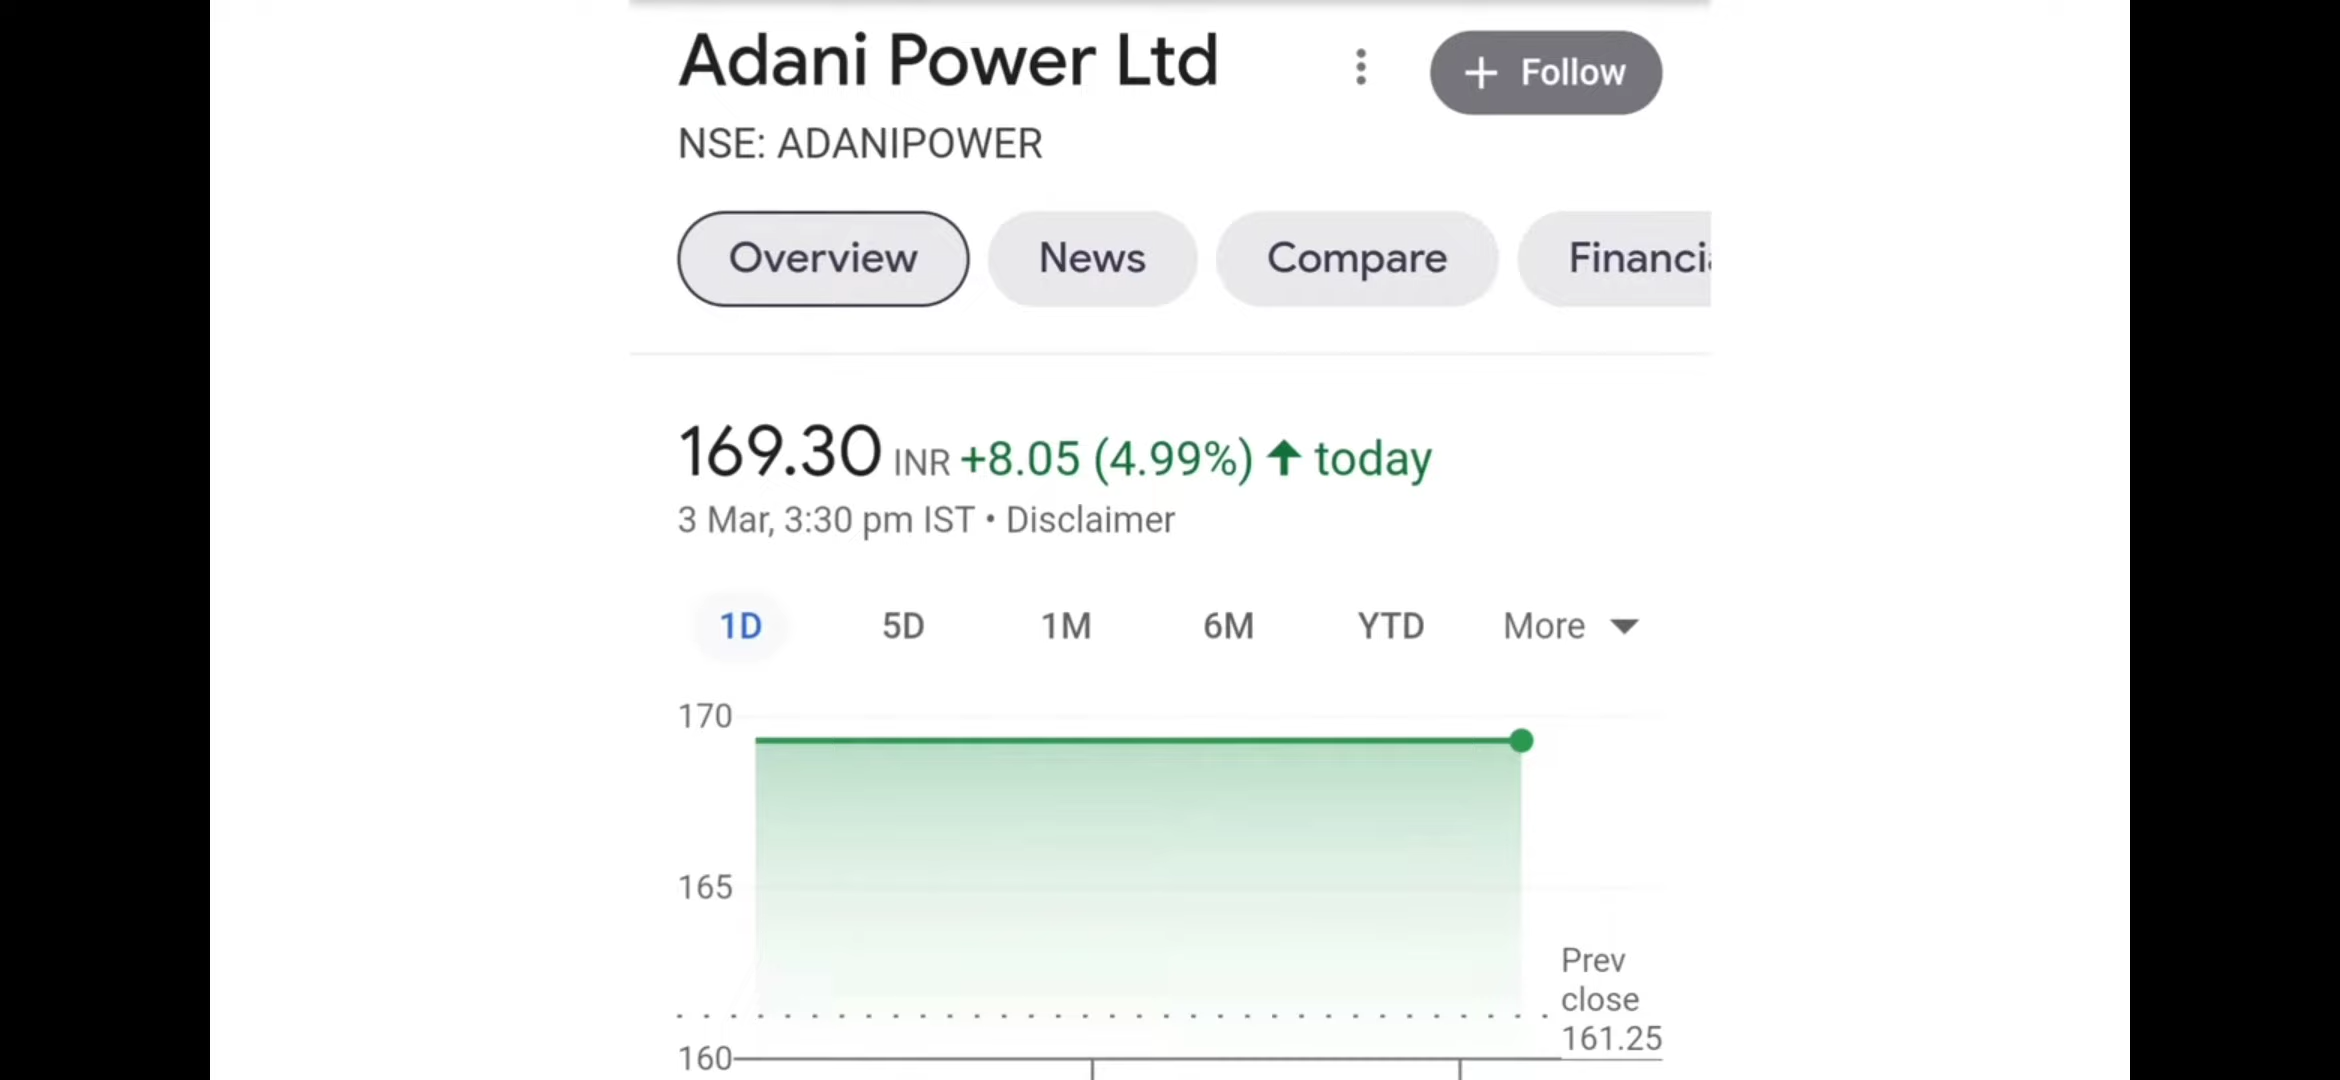 Adani Power Ltd
+ Follow
NSE: ADANIPOWER
Overview News Compare Financi
169.30 INR +8.05 (4.99%) ↑ today
3 Mar, 3:30 pm IST • Disclaimer
1D 5D 1M 6M YTD More
170
165
Prev
close
161.25
160